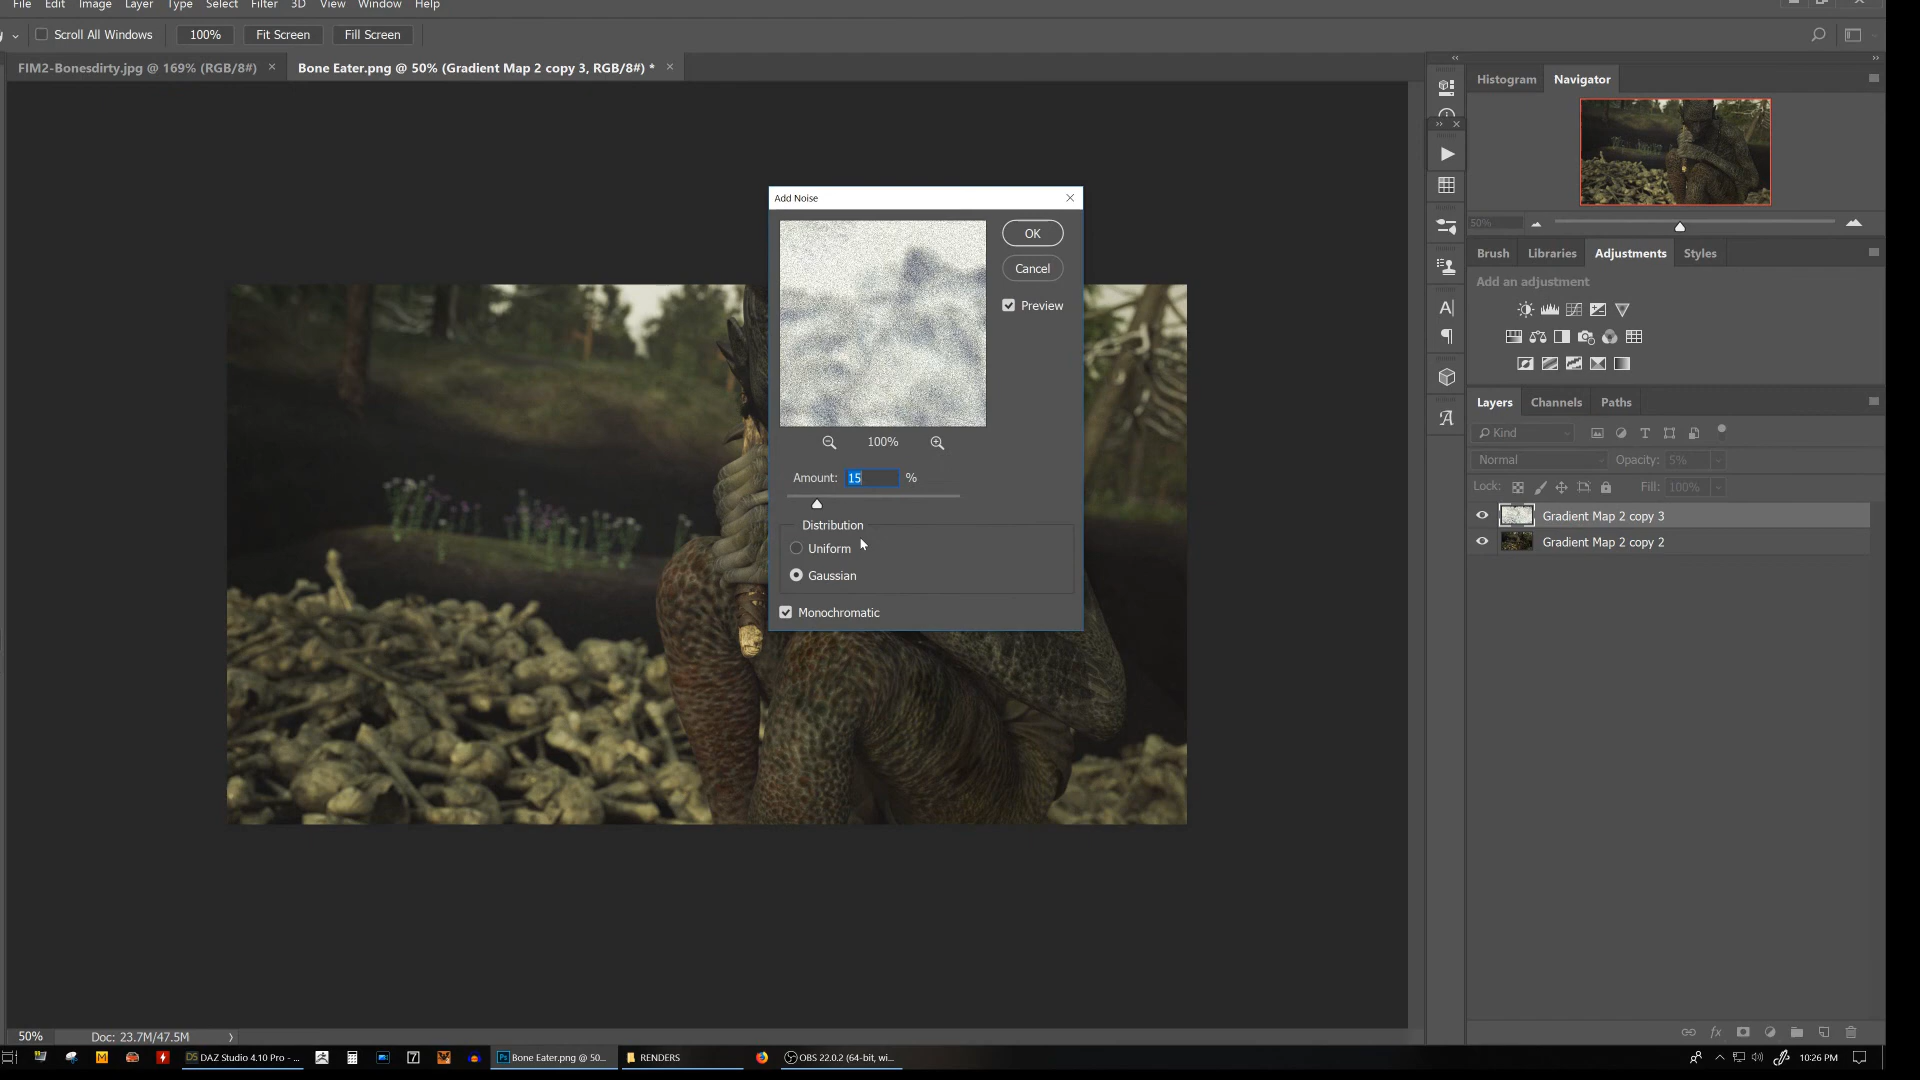 File Edit Image Layer Type Select Filter 3D View Window Help
Scroll All Windows 100% Fit Screen Fill Screen
FIM2-Bonesdirty.jpg @ 169% (RGB/8#) × Bone Eater.png @ 50% (Gradient Map 2 copy 3, RGB/8#) * ×
Histogram Navigator
50%
Brush Libraries Adjustments Styles
Add an adjustment
Add Noise
OK
Cancel
Preview
100%
Amount: 15 %
Distribution
Uniform
Gaussian
Monochromatic
Layers Channels Paths
Kind
Normal Opacity: 5%
Lock: Fill: 100%
Gradient Map 2 copy 3
Gradient Map 2 copy 2
50% Doc: 23.7M/47.5M
DAZ Studio 4.10 Pro - ... Bone Eater.png @ 50... RENDERS OBS 22.0.2 (64-bit, wi... 10:26 PM